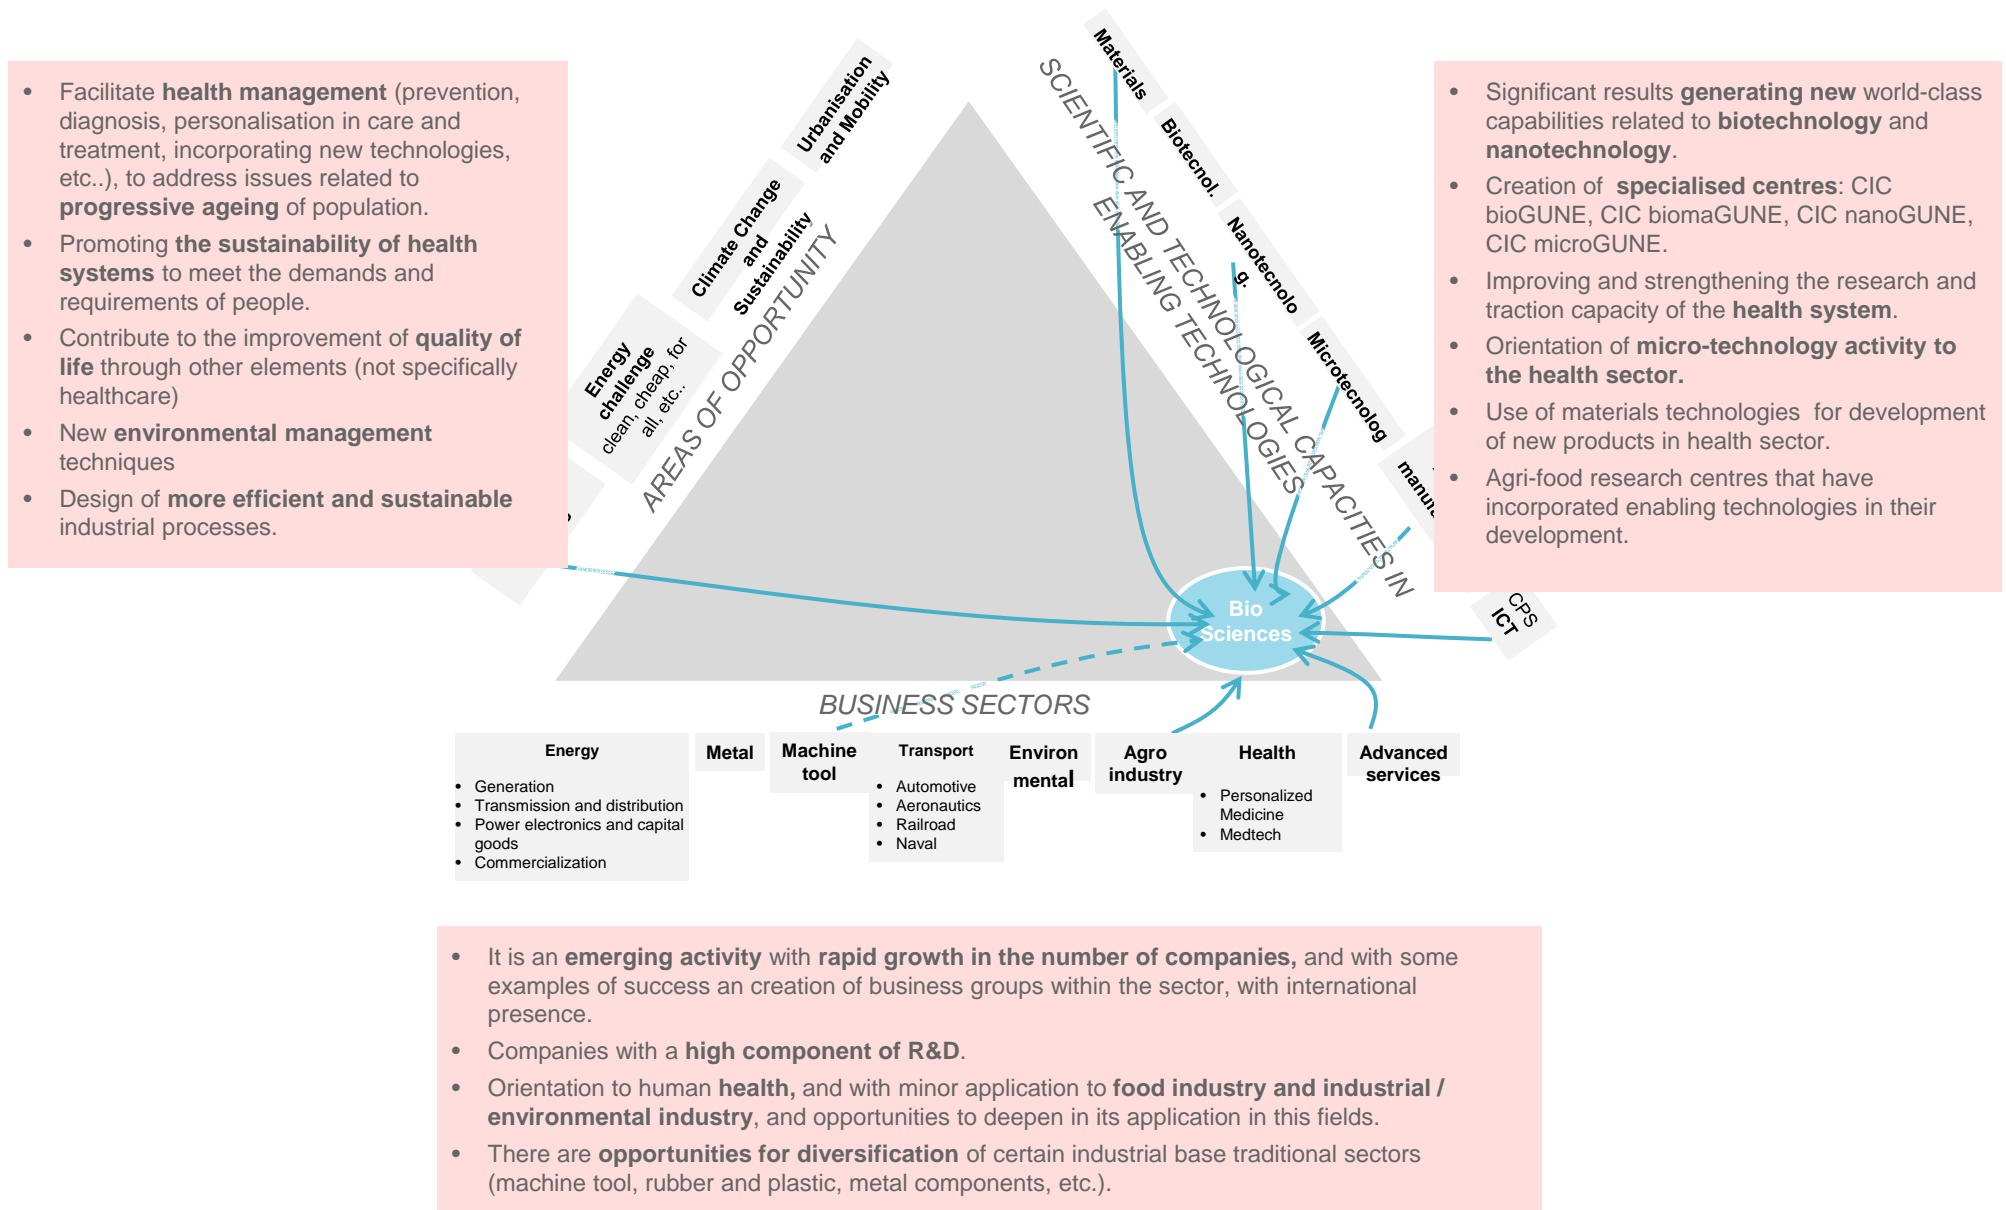 • Facilitate health management (prevention,
diagnosis, personalisation in care and
treatment, incorporating new technologies,
etc..), to address issues related to
progressive ageing of population.
• Promoting the sustainability of health
systems to meet the demands and
requirements of people.
• Contribute to the improvement of quality of
life through other elements (not specifically
healthcare)
• New environmental management
techniques
• Design of more efficient and sustainable
industrial processes.
Urbanisation
and Mobility
Climate Change
and
Sustainability
Energy
challenge
clean, cheap, for
all, etc..
AREAS OF OPPORTUNITY
SCIENTIFIC AND TECHNOLOGICAL CAPACITIES IN
ENABLING TECHNOLOGIES
Materials
Biotecnol.
Nanotecnolo
g.
Microtecnolog
CPS
ICT
• Significant results generating new world-class
capabilities related to biotechnology and
nanotechnology.
• Creation of  specialised centres: CIC
bioGUNE, CIC biomaGUNE, CIC nanoGUNE,
CIC microGUNE.
• Improving and strengthening the research and
traction capacity of the health system.
• Orientation of micro-technology activity to
the health sector.
• Use of materials technologies  for development
of new products in health sector.
• Agri-food research centres that have
incorporated enabling technologies in their
development.
Bio
Sciences
BUSINESS SECTORS
Energy
• Generation
• Transmission and distribution
• Power electronics and capital
goods
• Commercialization
Metal
Machine
tool
Transport
• Automotive
• Aeronautics
• Railroad
• Naval
Environ
mental
Agro
industry
Health
• Personalized
Medicine
• Medtech
Advanced
services
• It is an emerging activity with rapid growth in the number of companies, and with some
examples of success an creation of business groups within the sector, with international
presence.
• Companies with a high component of R&D.
• Orientation to human health, and with minor application to food industry and industrial /
environmental industry, and opportunities to deepen in its application in this fields.
• There are opportunities for diversification of certain industrial base traditional sectors
(machine tool, rubber and plastic, metal components, etc.).